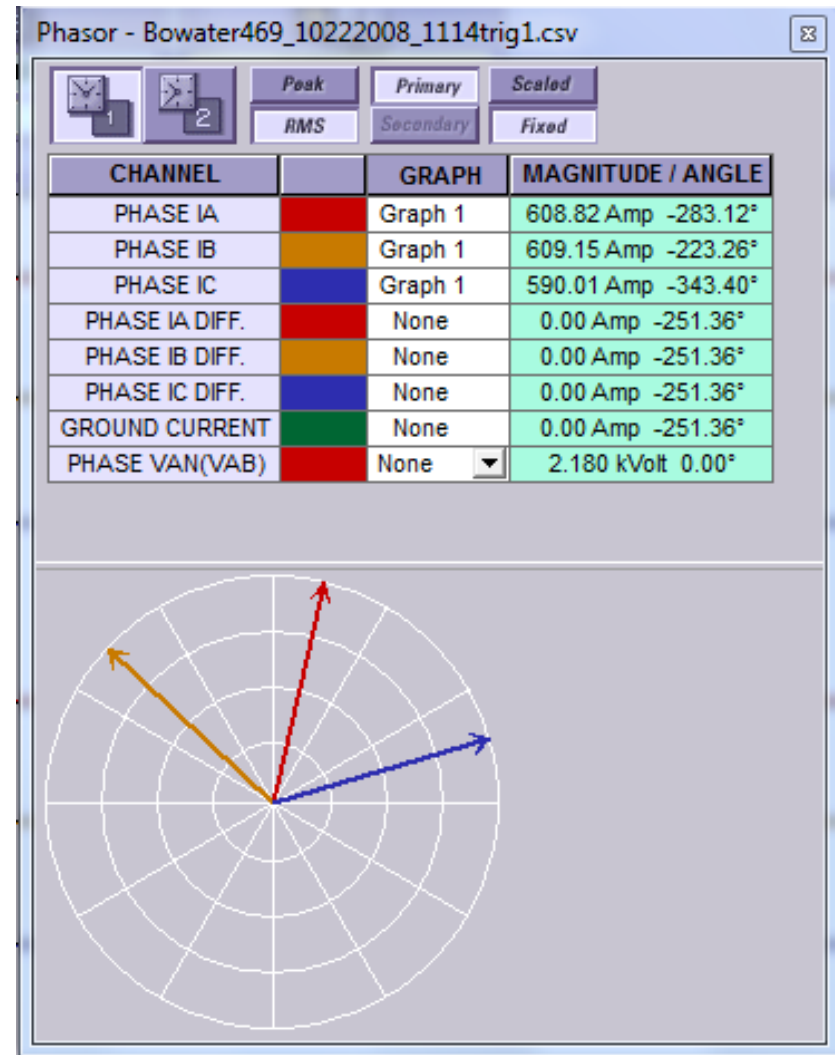 Phasor - Bowater469_10222008_1114trig1.csv
1 2 Peak Primary Scaled
RMS Secondary Fixed
CHANNEL GRAPH MAGNITUDE / ANGLE
PHASE IA Graph 1 608.82 Amp -283.12°
PHASE IB Graph 1 609.15 Amp -223.26°
PHASE IC Graph 1 590.01 Amp -343.40°
PHASE IA DIFF. None 0.00 Amp -251.36°
PHASE IB DIFF. None 0.00 Amp -251.36°
PHASE IC DIFF. None 0.00 Amp -251.36°
GROUND CURRENT None 0.00 Amp -251.36°
PHASE VAN(VAB) None 2.180 kVolt 0.00°